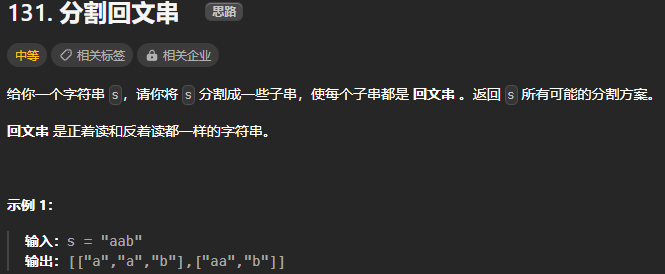 131. 分割回文串 思路
中等 相关标签 相关企业
给你一个字符串 s，请你将 s 分割成一些子串，使每个子串都是 回文串 。返回 s 所有可能的分割方案。
回文串 是正着读和反着读都一样的字符串。
示例 1：
输入：s = "aab"
输出：[["a","a","b"],["aa","b"]]